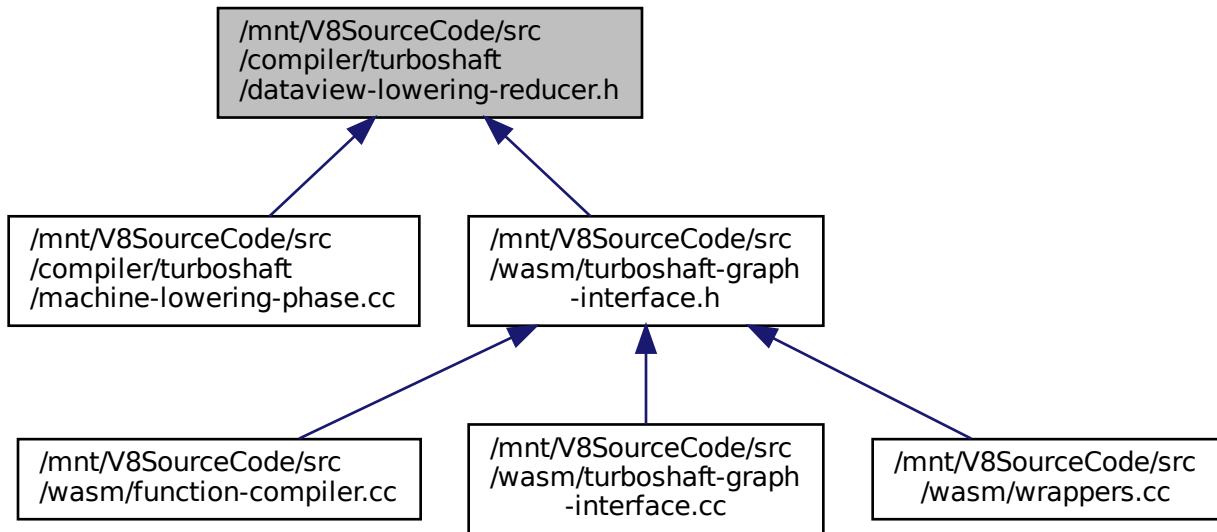 /mnt/V8SourceCode/src
/compiler/turboshaft
/dataview-lowering-reducer.h
/mnt/V8SourceCode/src
/compiler/turboshaft
/machine-lowering-phase.cc
/mnt/V8SourceCode/src
/wasm/turboshaft-graph
-interface.h
/mnt/V8SourceCode/src
/wasm/function-compiler.cc
/mnt/V8SourceCode/src
/wasm/turboshaft-graph
-interface.cc
/mnt/V8SourceCode/src
/wasm/wrappers.cc